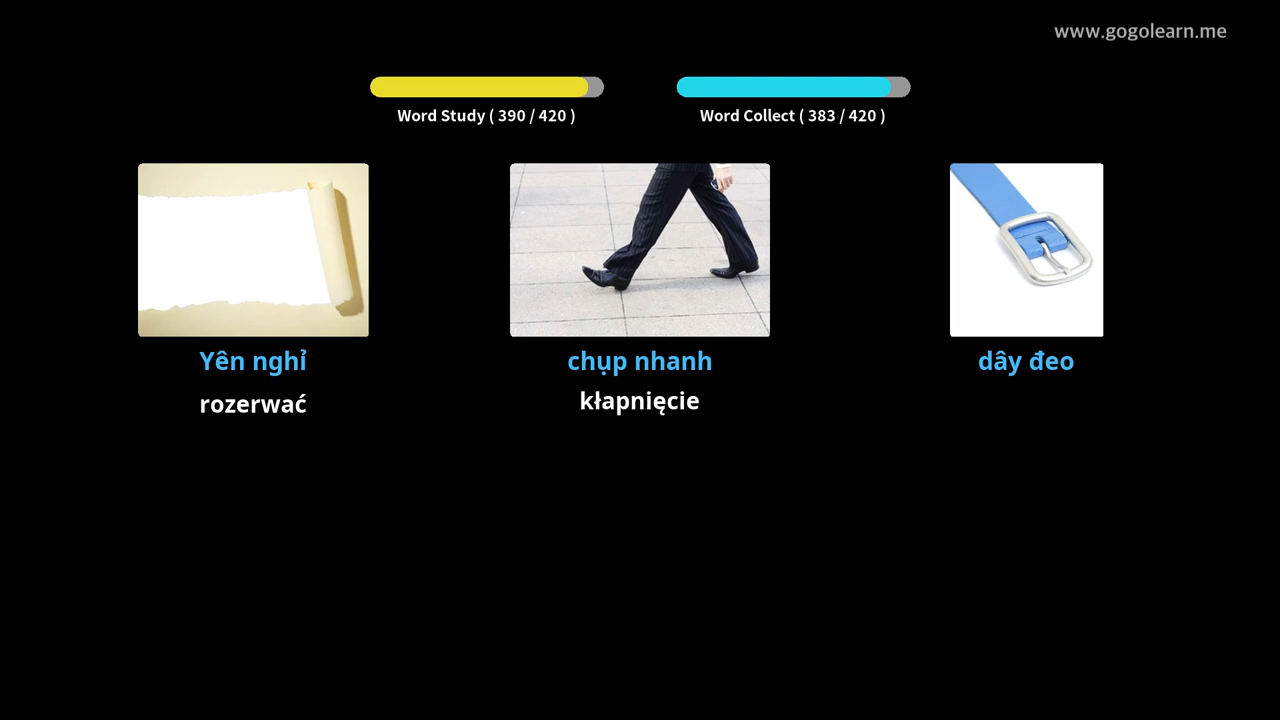 www.gogolearn.me
Word Study ( 390 / 420 )
Word Collect ( 383 / 420 )
Yên nghỉ
rozerwać
chụp nhanh
kłapnięcie
dây đeo